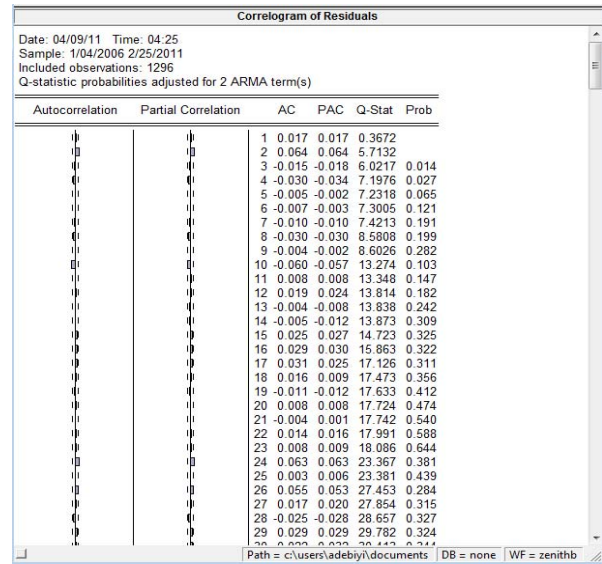 Correlogram of Residuals
Date: 04/09/11 Time: 04:25
Sample: 1/04/2006 2/25/2011
Included observations: 1296
Q-statistic probabilities adjusted for 2 ARMA term(s)
Autocorrelation Partial Correlation AC PAC Q-Stat Prob
1 0.017 0.017 0.3672
2 0.064 0.064 5.7132
3 -0.015 -0.018 6.0217 0.014
4 -0.030 -0.034 7.1976 0.027
5 -0.005 -0.002 7.2318 0.065
6 -0.007 -0.003 7.3005 0.121
7 -0.010 -0.010 7.4213 0.191
8 -0.030 -0.030 8.5808 0.199
9 -0.004 -0.002 8.6026 0.282
10 -0.060 -0.057 13.274 0.103
11 0.008 0.008 13.348 0.147
12 0.019 0.024 13.814 0.182
13 -0.004 -0.008 13.838 0.242
14 -0.005 -0.012 13.873 0.309
15 0.025 0.027 14.723 0.325
16 0.029 0.030 15.863 0.322
17 0.031 0.025 17.126 0.311
18 0.016 0.009 17.473 0.356
19 -0.011 -0.012 17.633 0.412
20 0.008 0.008 17.724 0.474
21 -0.004 0.001 17.742 0.540
22 0.014 0.016 17.991 0.588
23 0.008 0.009 18.086 0.644
24 0.063 0.063 23.367 0.381
25 0.003 0.006 23.381 0.439
26 0.055 0.053 27.453 0.284
27 0.017 0.020 27.854 0.315
28 -0.025 -0.028 28.657 0.327
29 0.029 0.029 29.782 0.324
Path = c:\users\adebiyi\documents DB = none WF = zenithb